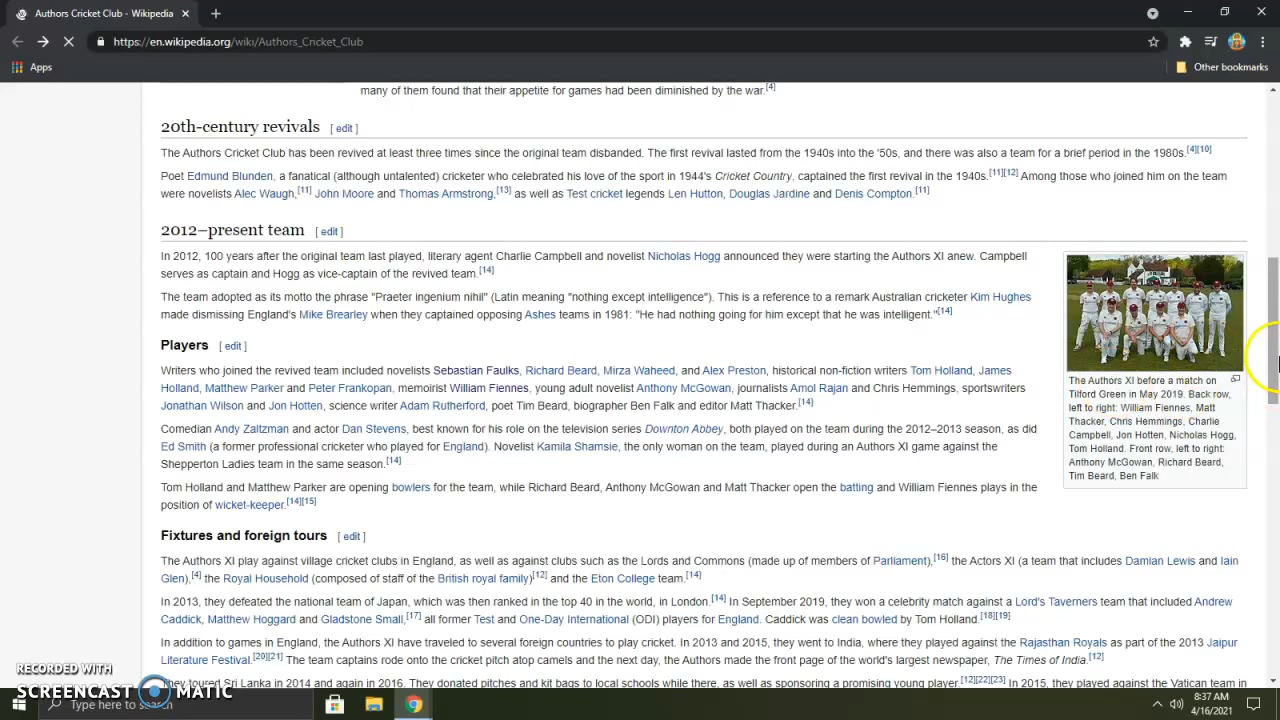 Authors Cricket Club - Wikipedia
https://en.wikipedia.org/wiki/Authors_Cricket_Club
Apps
Other bookmarks
many of them found that their appetite for games had been diminished by the war.[4]
20th-century revivals [ edit ]
The Authors Cricket Club has been revived at least three times since the original team disbanded. The first revival lasted from the 1940s into the '50s, and there was also a team for a brief period in the 1980s.[4][10]
Poet Edmund Blunden, a fanatical (although untalented) cricketer who celebrated his love of the sport in 1944's Cricket Country, captained the first revival in the 1940s.[11][12] Among those who joined him on the team
were novelists Alec Waugh,[11] John Moore and Thomas Armstrong,[13] as well as Test cricket legends Len Hutton, Douglas Jardine and Denis Compton.[11]
2012–present team [ edit ]
In 2012, 100 years after the original team last played, literary agent Charlie Campbell and novelist Nicholas Hogg announced they were starting the Authors XI anew. Campbell
serves as captain and Hogg as vice-captain of the revived team.[14]
The team adopted as its motto the phrase "Praeter ingenium nihil" (Latin meaning "nothing except intelligence"). This is a reference to a remark Australian cricketer Kim Hughes
made dismissing England's Mike Brearley when they captained opposing Ashes teams in 1981: "He had nothing going for him except that he was intelligent."[14]
Players [ edit ]
Writers who joined the revived team included novelists Sebastian Faulks, Richard Beard, Mirza Waheed, and Alex Preston, historical non-fiction writers Tom Holland, James
Holland, Matthew Parker and Peter Frankopan, memoirist William Fiennes, young adult novelist Anthony McGowan, journalists Amol Rajan and Chris Hemmings, sportswriters
Jonathan Wilson and Jon Hotten, science writer Adam Rutherford, poet Tim Beard, biographer Ben Falk and editor Matt Thacker.[14]
Comedian Andy Zaltzman and actor Dan Stevens, best known for his role on the television series Downton Abbey, both played on the team during the 2012–2013 season, as did
Ed Smith (a former professional cricketer who played for England). Novelist Kamila Shamsie, the only woman on the team, played during an Authors XI game against the
Shepperton Ladies team in the same season.[14]
Tom Holland and Matthew Parker are opening bowlers for the team, while Richard Beard, Anthony McGowan and Matt Thacker open the batting and William Fiennes plays in the
position of wicket-keeper.[14][15]
The Authors XI before a match on
Tilford Green in May 2019. Back row,
left to right: William Fiennes, Matt
Thacker, Chris Hemmings, Charlie
Campbell, Jon Hotten, Nicholas Hogg,
Tom Holland. Front row, left to right:
Anthony McGowan, Richard Beard,
Tim Beard, Ben Falk
Fixtures and foreign tours [ edit ]
The Authors XI play against village cricket clubs in England, as well as against clubs such as the Lords and Commons (made up of members of Parliament),[16] the Actors XI (a team that includes Damian Lewis and Iain
Glen),[4] the Royal Household (composed of staff of the British royal family)[12] and the Eton College team.[14]
In 2013, they defeated the national team of Japan, which was then ranked in the top 40 in the world, in London.[14] In September 2019, they won a celebrity match against a Lord's Taverners team that included Andrew
Caddick, Matthew Hoggard and Gladstone Small,[17] all former Test and One-Day International (ODI) players for England. Caddick was clean bowled by Tom Holland.[18][19]
In addition to games in England, the Authors XI have traveled to several foreign countries to play cricket. In 2013 and 2015, they went to India, where they played against the Rajasthan Royals as part of the 2013 Jaipur
Literature Festival.[20][21] The team captains rode onto the cricket pitch atop camels and the next day, the Authors made the front page of the world's largest newspaper, The Times of India.[12]
They toured Sri Lanka in 2014 and again in 2016. They donated pitches and kit bags to local schools while there, as well as sponsoring a promising young player.[12][22][23] In 2015, they played against the Vatican team in
RECORDED WITH
SCREENCAST MATIC
Type here to search
8:37 AM
4/16/2021